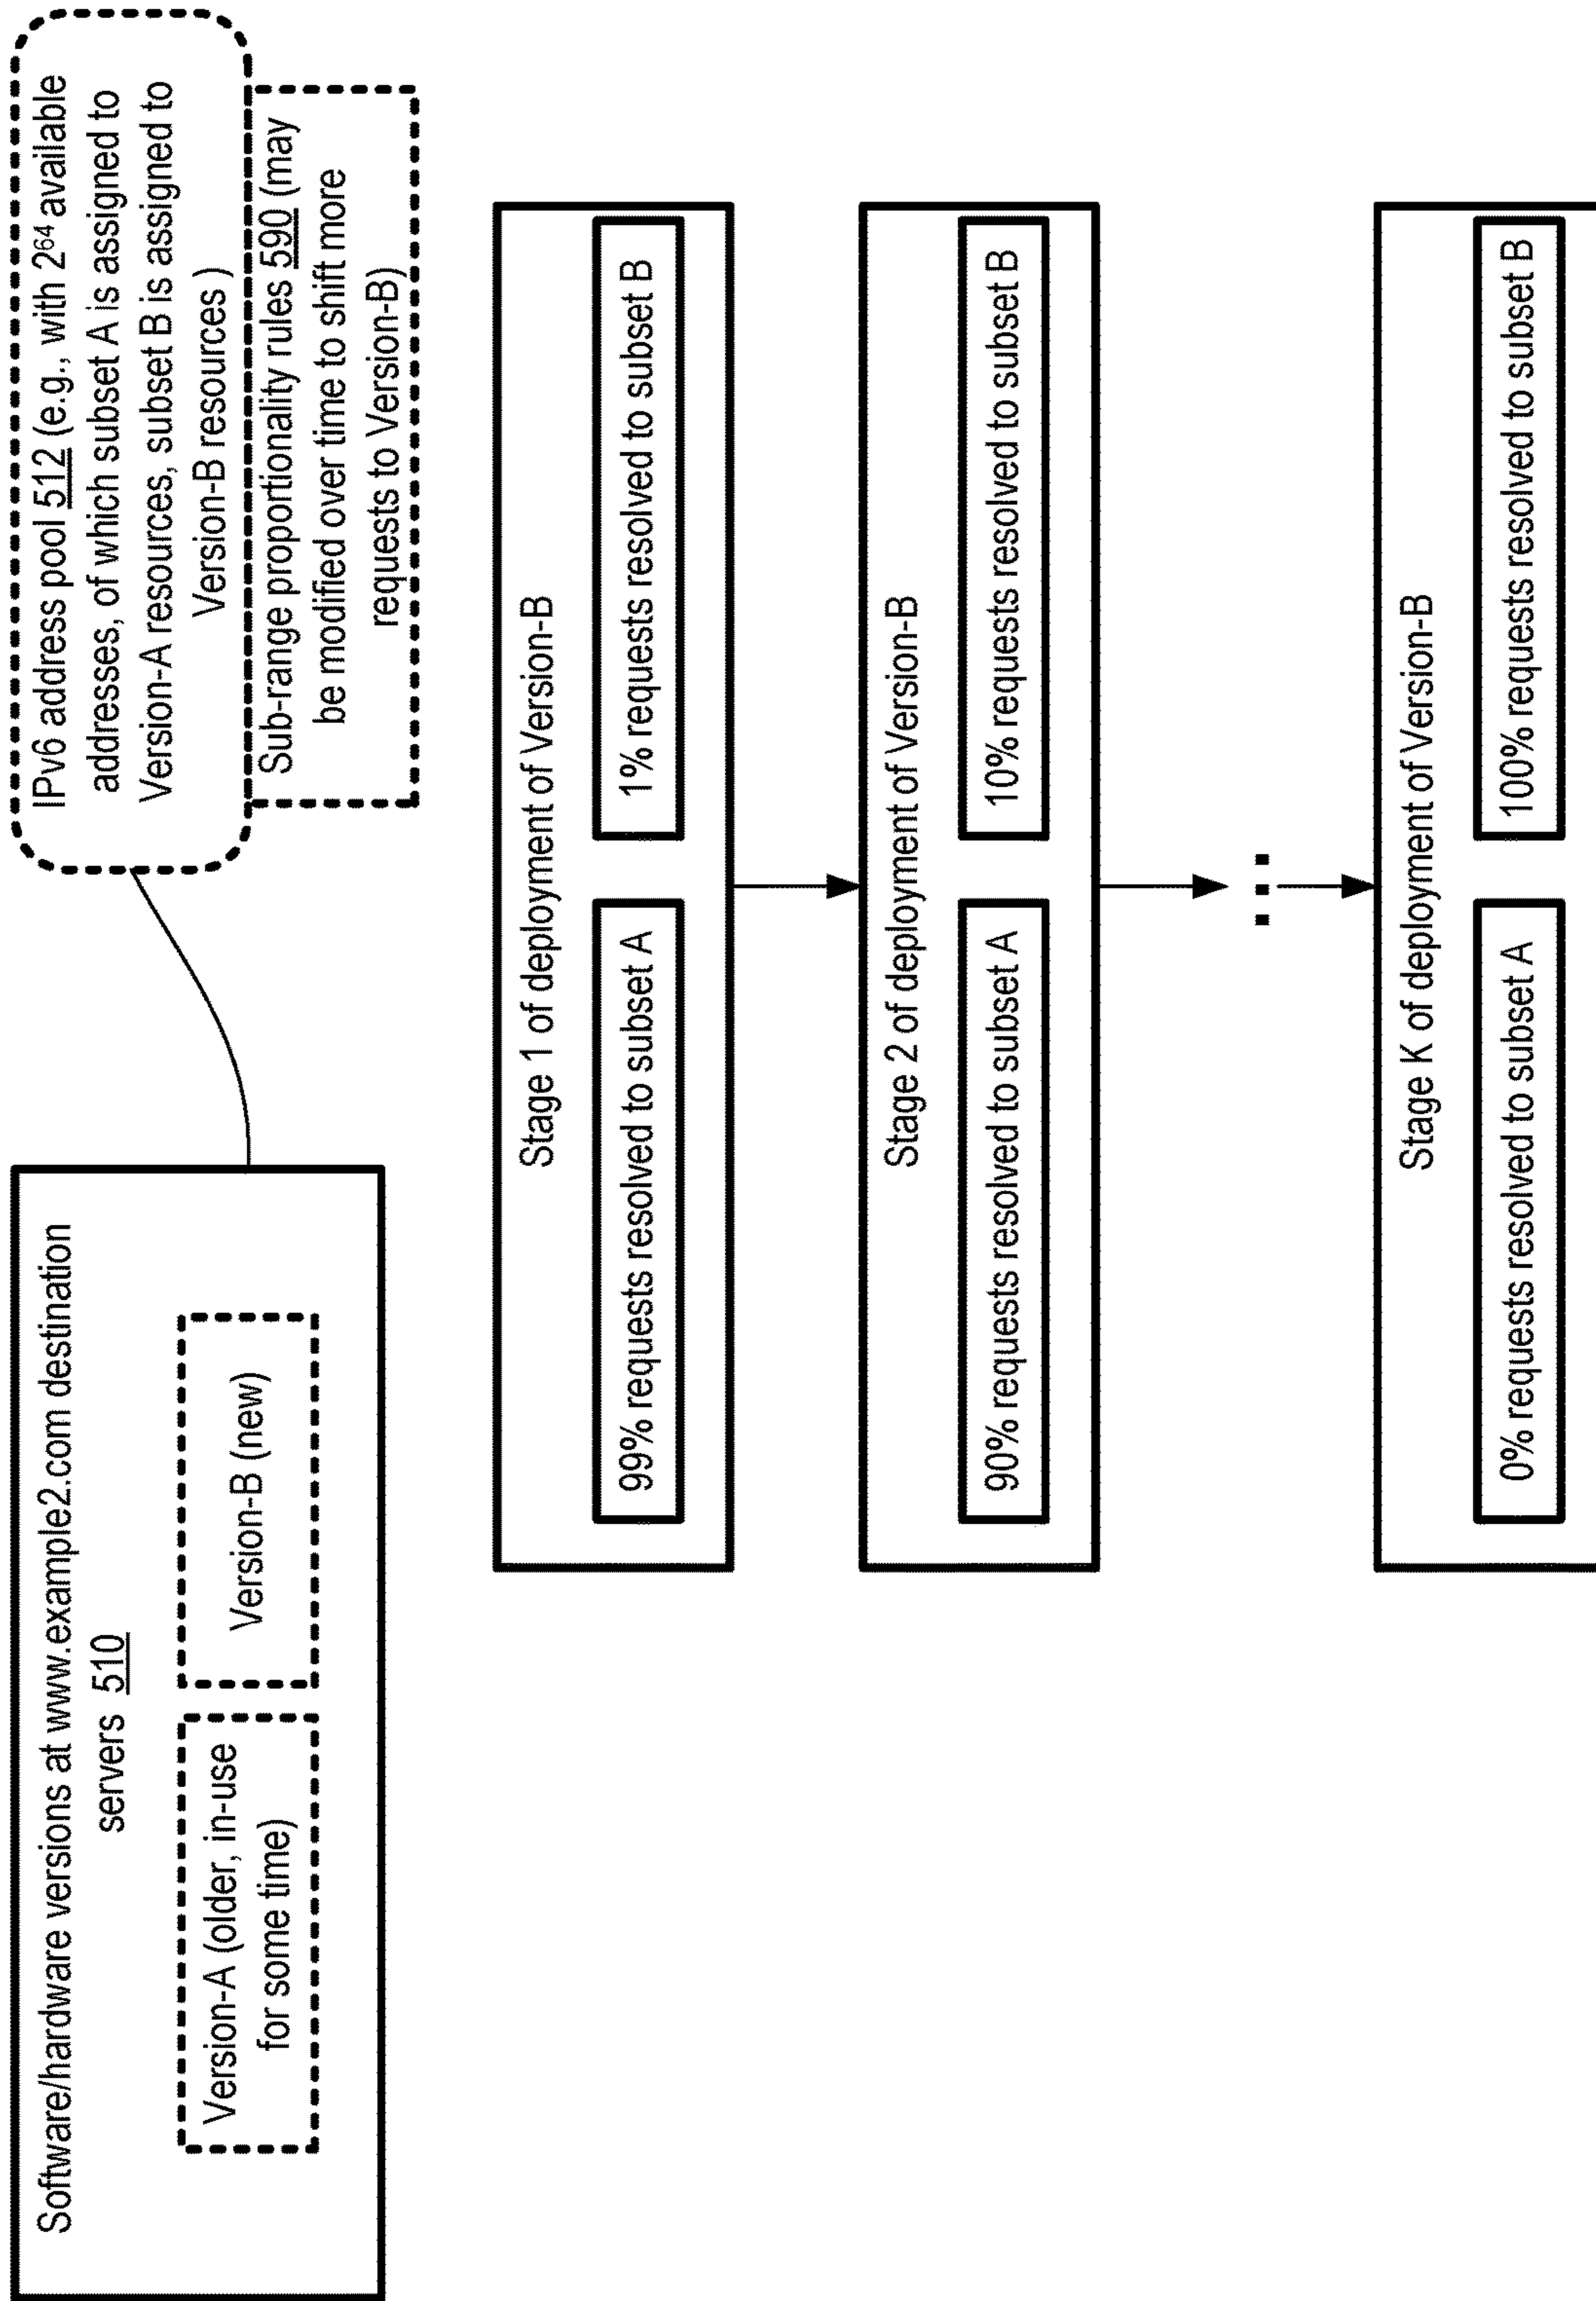 Software/hardware versions at www.example2.com destination
servers 510
Version-A (older, in-use
for some time)
Version-B (new)
IPv6 address pool 512 (e.g., with 2⁶⁴ available
addresses, of which subset A is assigned to
Version-A resources, subset B is assigned to
Version-B resources )
Sub-range proportionality rules 590 (may
be modified over time to shift more
requests to Version-B)
Stage 1 of deployment of Version-B
99% requests resolved to subset A
1% requests resolved to subset B
Stage 2 of deployment of Version-B
90% requests resolved to subset A
10% requests resolved to subset B
Stage K of deployment of Version-B
0% requests resolved to subset A
100% requests resolved to subset B